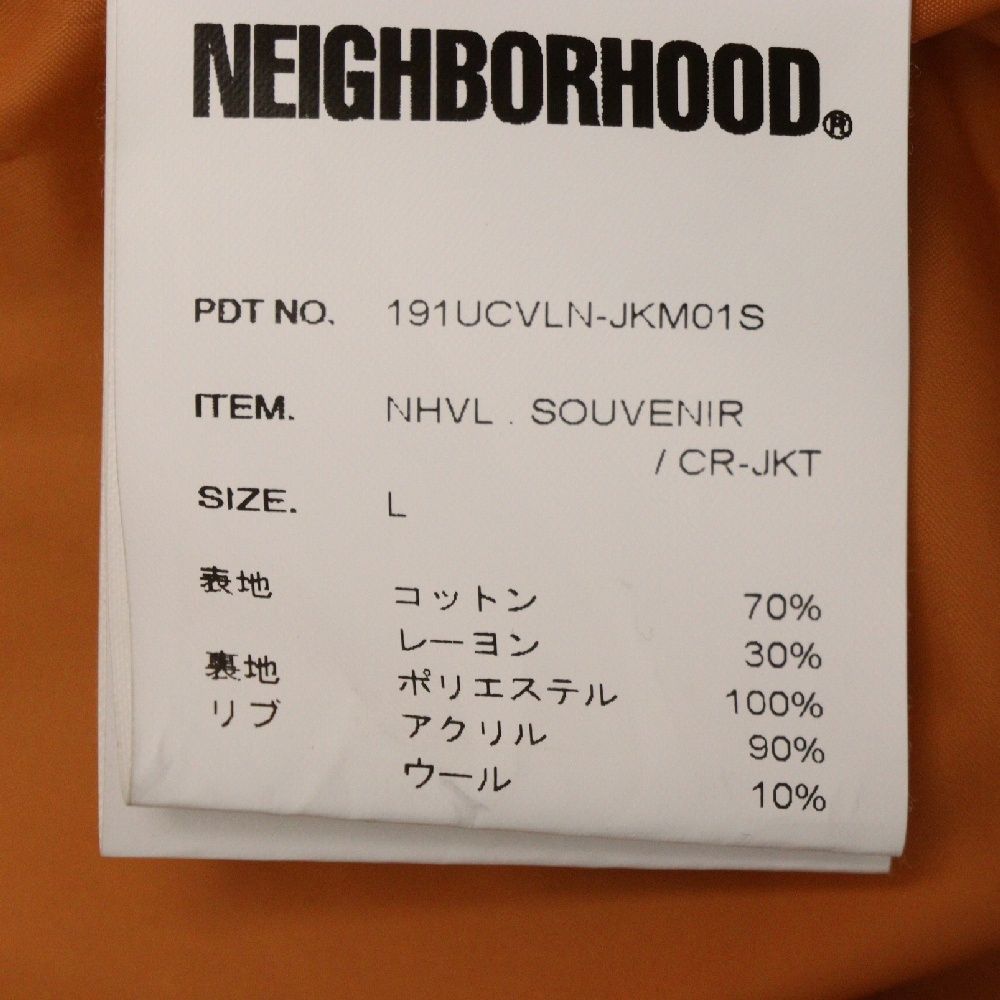 NEIGHBORHOOD®
PDT NO. 191UCVLN-JKM01S
ITEM. NHVL . SOUVENIR
/ CR-JKT
SIZE. L
表地 コットン 70%
レーヨン 30%
裏地 ポリエステル 100%
リブ アクリル 90%
ウール 10%